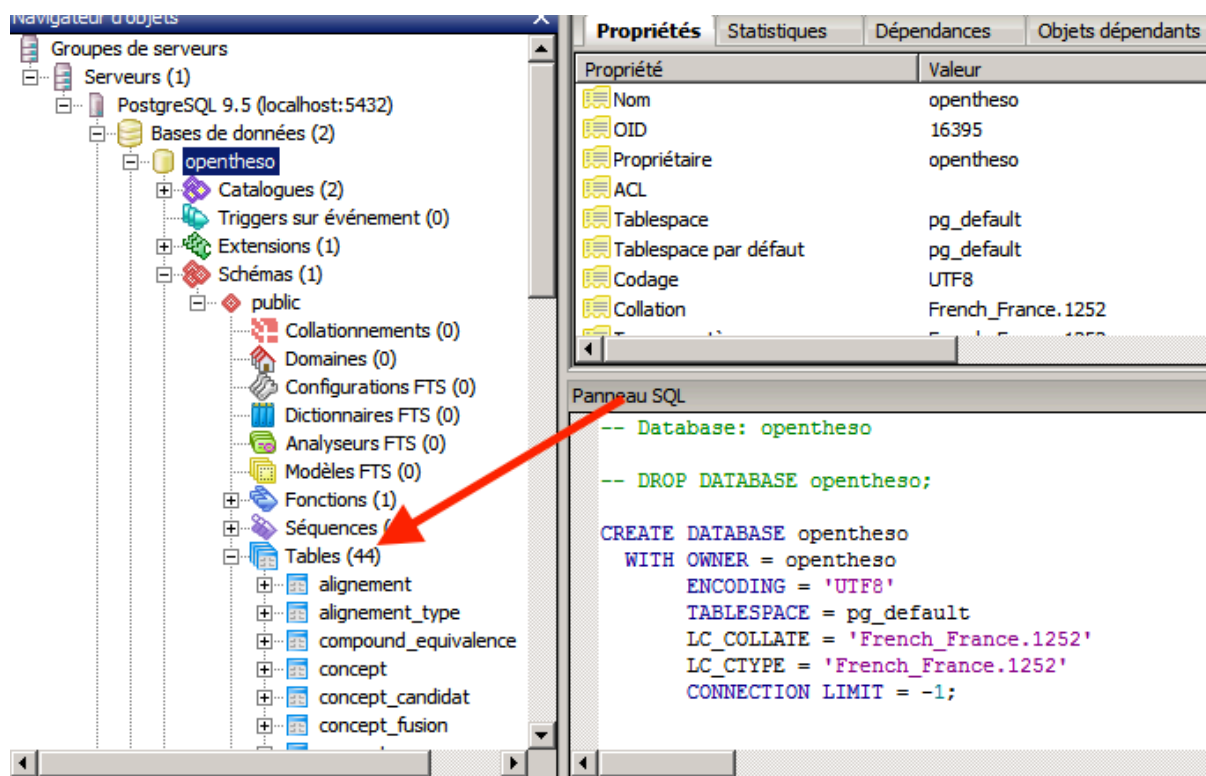 Navigateur d'objets
Groupes de serveurs
Serveurs (1)
PostgreSQL 9.5 (localhost:5432)
Bases de données (2)
opentheso
Catalogues (2)
Triggers sur événement (0)
Extensions (1)
Schémas (1)
public
Collationnements (0)
Domaines (0)
Configurations FTS (0)
Dictionnaires FTS (0)
Analyseurs FTS (0)
Modèles FTS (0)
Fonctions (1)
Séquences (
Tables (44)
alignement
alignement_type
compound_equivalence
concept
concept_candidat
concept_fusion
Propriétés Statistiques Dépendances Objets dépendants
Propriété Valeur
Nom opentheso
OID 16395
Propriétaire opentheso
ACL
Tablespace pg_default
Tablespace par défaut pg_default
Codage UTF8
Collation French_France.1252
Panneau SQL
-- Database: opentheso
-- DROP DATABASE opentheso;
CREATE DATABASE opentheso
WITH OWNER = opentheso
ENCODING = 'UTF8'
TABLESPACE = pg_default
LC_COLLATE = 'French_France.1252'
LC_CTYPE = 'French_France.1252'
CONNECTION LIMIT = -1;